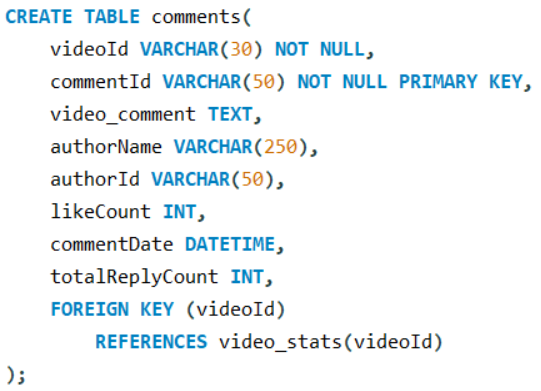 CREATE TABLE comments(
    videoId VARCHAR(30) NOT NULL,
    commentId VARCHAR(50) NOT NULL PRIMARY KEY,
    video_comment TEXT,
    authorName VARCHAR(250),
    authorId VARCHAR(50),
    likeCount INT,
    commentDate DATETIME,
    totalReplyCount INT,
    FOREIGN KEY (videoId)
        REFERENCES video_stats(videoId)
);